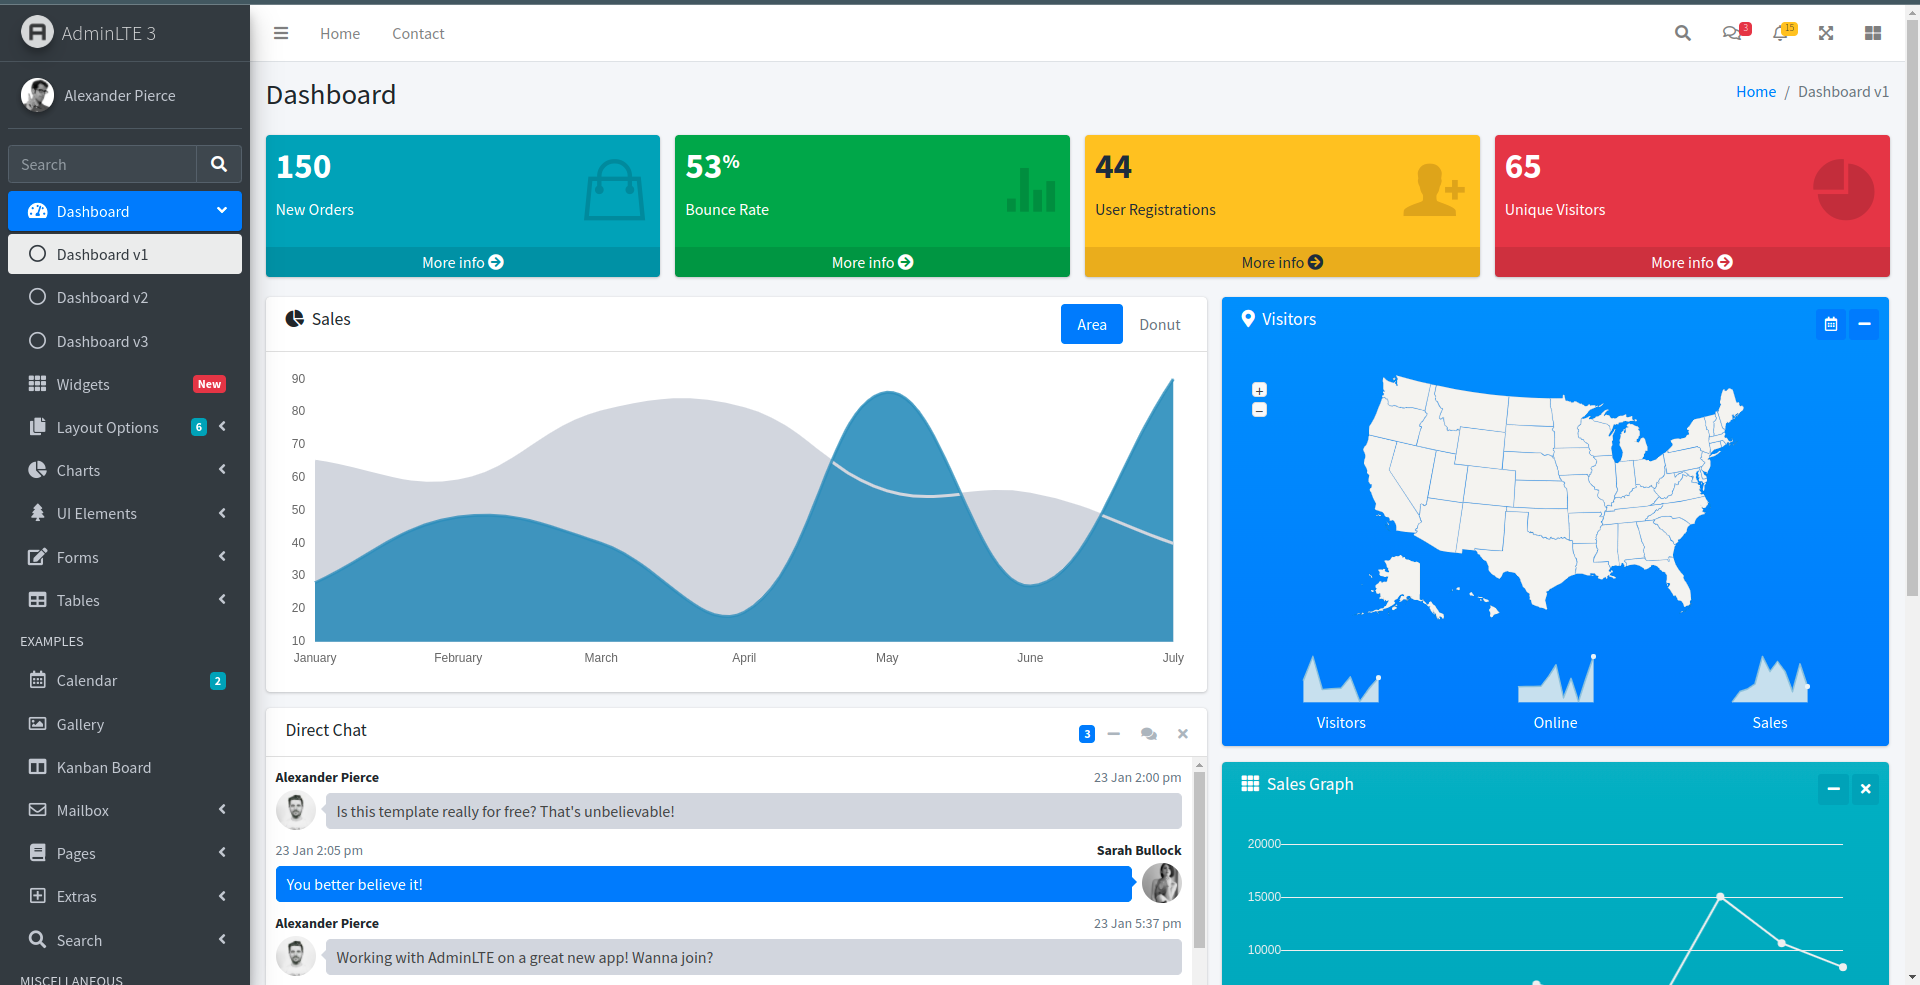 AdminLTE 3
Alexander Pierce
Search
Dashboard
Dashboard v1
Dashboard v2
Dashboard v3
Widgets New
Layout Options 6
Charts
UI Elements
Forms
Tables
EXAMPLES
Calendar 2
Gallery
Kanban Board
Mailbox
Pages
Extras
Search
MISCELLANEOUS
Home Contact
3 15
Dashboard
Home / Dashboard v1
150
New Orders
More info
53%
Bounce Rate
More info
44
User Registrations
More info
65
Unique Visitors
More info
Sales
Area Donut
90
80
70
60
50
40
30
20
10
January February March April May June July
Direct Chat
3
Alexander Pierce 23 Jan 2:00 pm
Is this template really for free? That's unbelievable!
23 Jan 2:05 pm Sarah Bullock
You better believe it!
Alexander Pierce 23 Jan 5:37 pm
Working with AdminLTE on a great new app! Wanna join?
Visitors
+
−
Visitors Online Sales
Sales Graph
20000
15000
10000